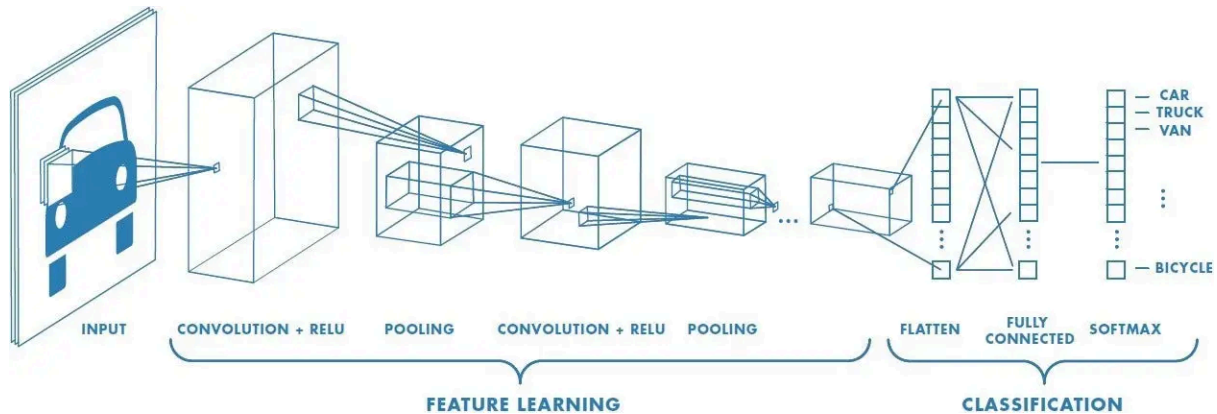 CAR
TRUCK
VAN
BICYCLE
INPUT
CONVOLUTION + RELU
POOLING
CONVOLUTION + RELU
POOLING
FLATTEN
FULLY
CONNECTED
SOFTMAX
FEATURE LEARNING
CLASSIFICATION